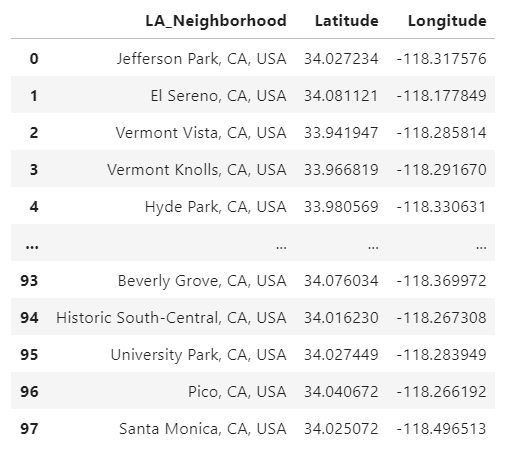 LA_Neighborhood Latitude Longitude
0 Jefferson Park, CA, USA 34.027234 -118.317576
1 El Sereno, CA, USA 34.081121 -118.177849
2 Vermont Vista, CA, USA 33.941947 -118.285814
3 Vermont Knolls, CA, USA 33.966819 -118.291670
4 Hyde Park, CA, USA 33.980569 -118.330631
... ... ... ...
93 Beverly Grove, CA, USA 34.076034 -118.369972
94 Historic South-Central, CA, USA 34.016230 -118.267308
95 University Park, CA, USA 34.027449 -118.283949
96 Pico, CA, USA 34.040672 -118.266192
97 Santa Monica, CA, USA 34.025072 -118.496513